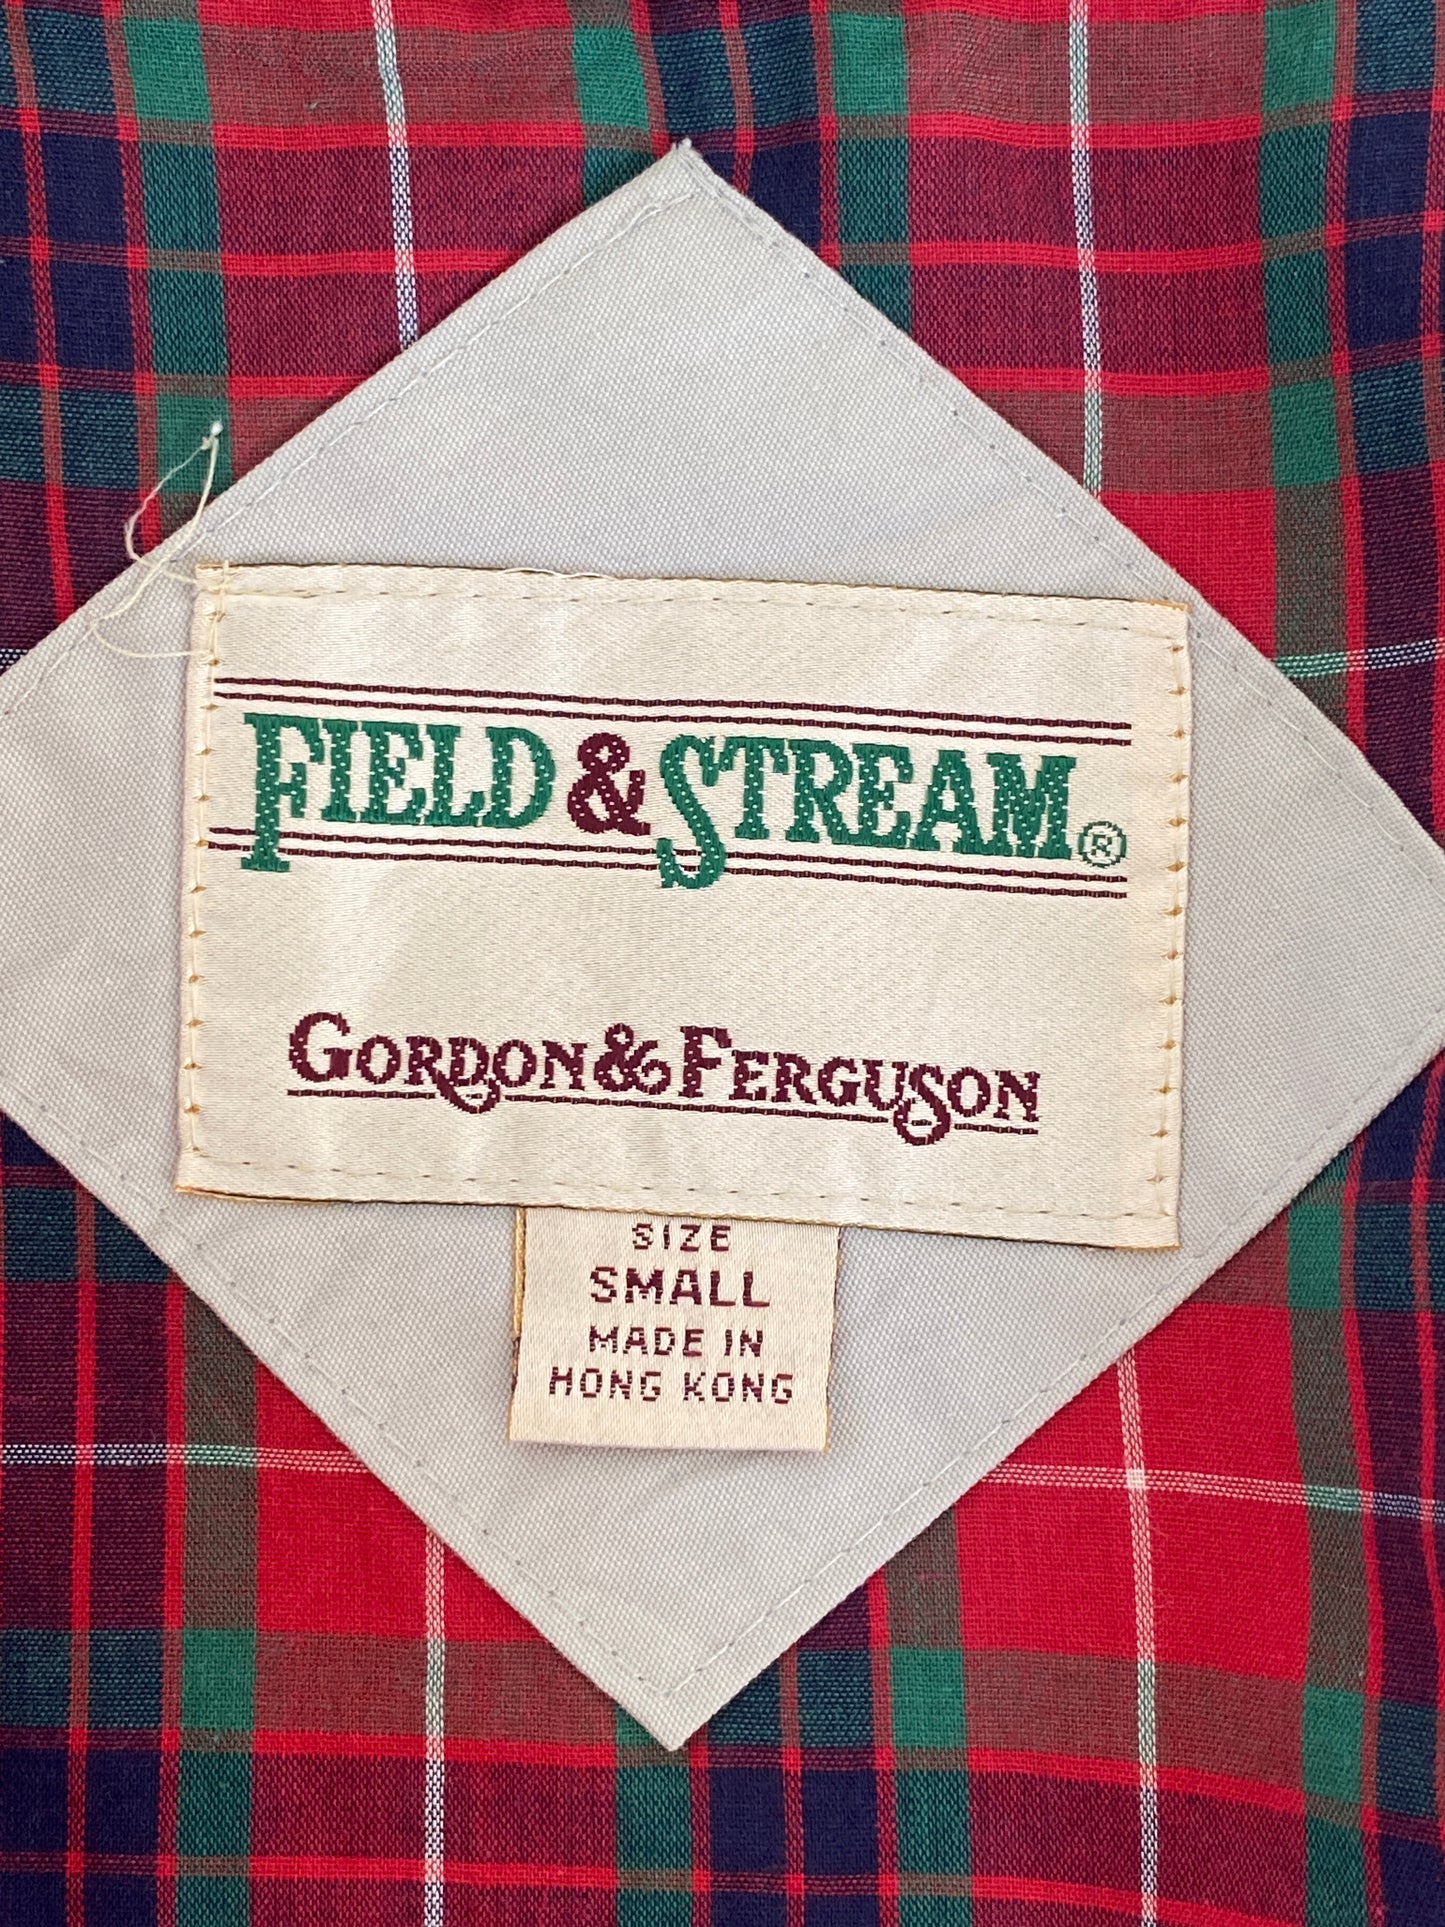 FIELD & STREAM®
GORDON & FERGUSON
SIZE
SMALL
MADE IN
HONG KONG